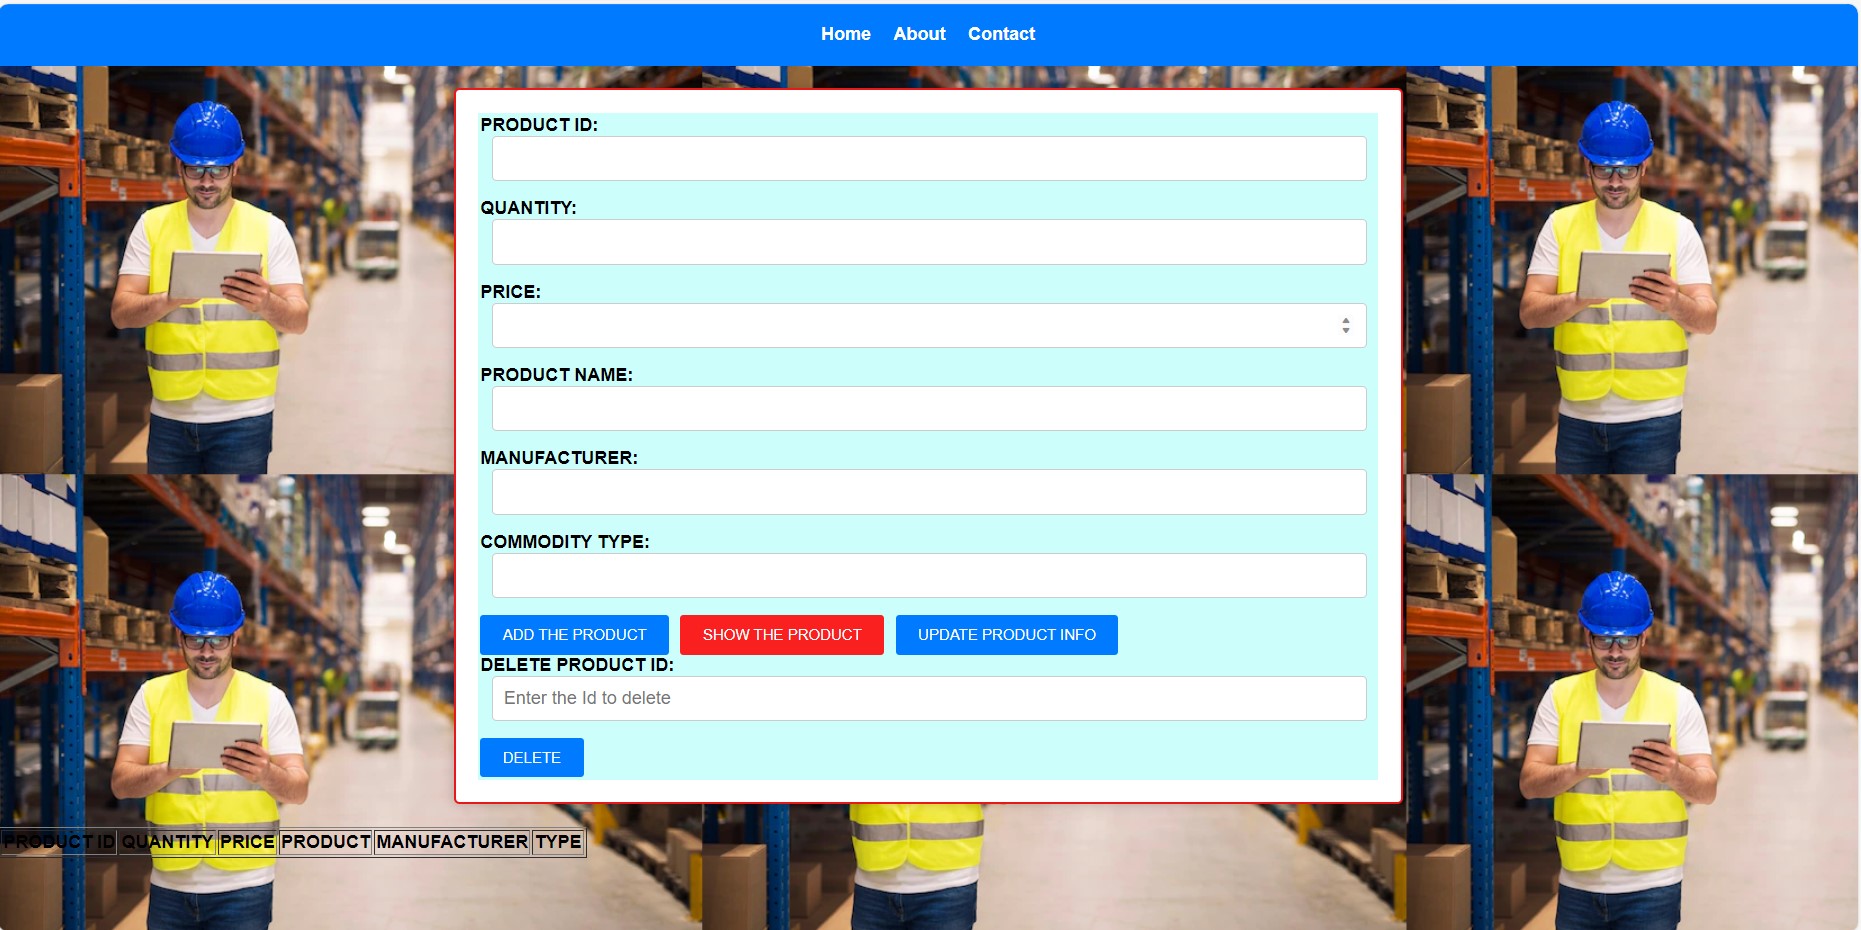 Home About Contact
PRODUCT ID:
QUANTITY:
PRICE:
PRODUCT NAME:
MANUFACTURER:
COMMODITY TYPE:
ADD THE PRODUCT SHOW THE PRODUCT UPDATE PRODUCT INFO
DELETE PRODUCT ID:
Enter the Id to delete
DELETE
PRODUCT ID QUANTITY PRICE PRODUCT MANUFACTURER TYPE